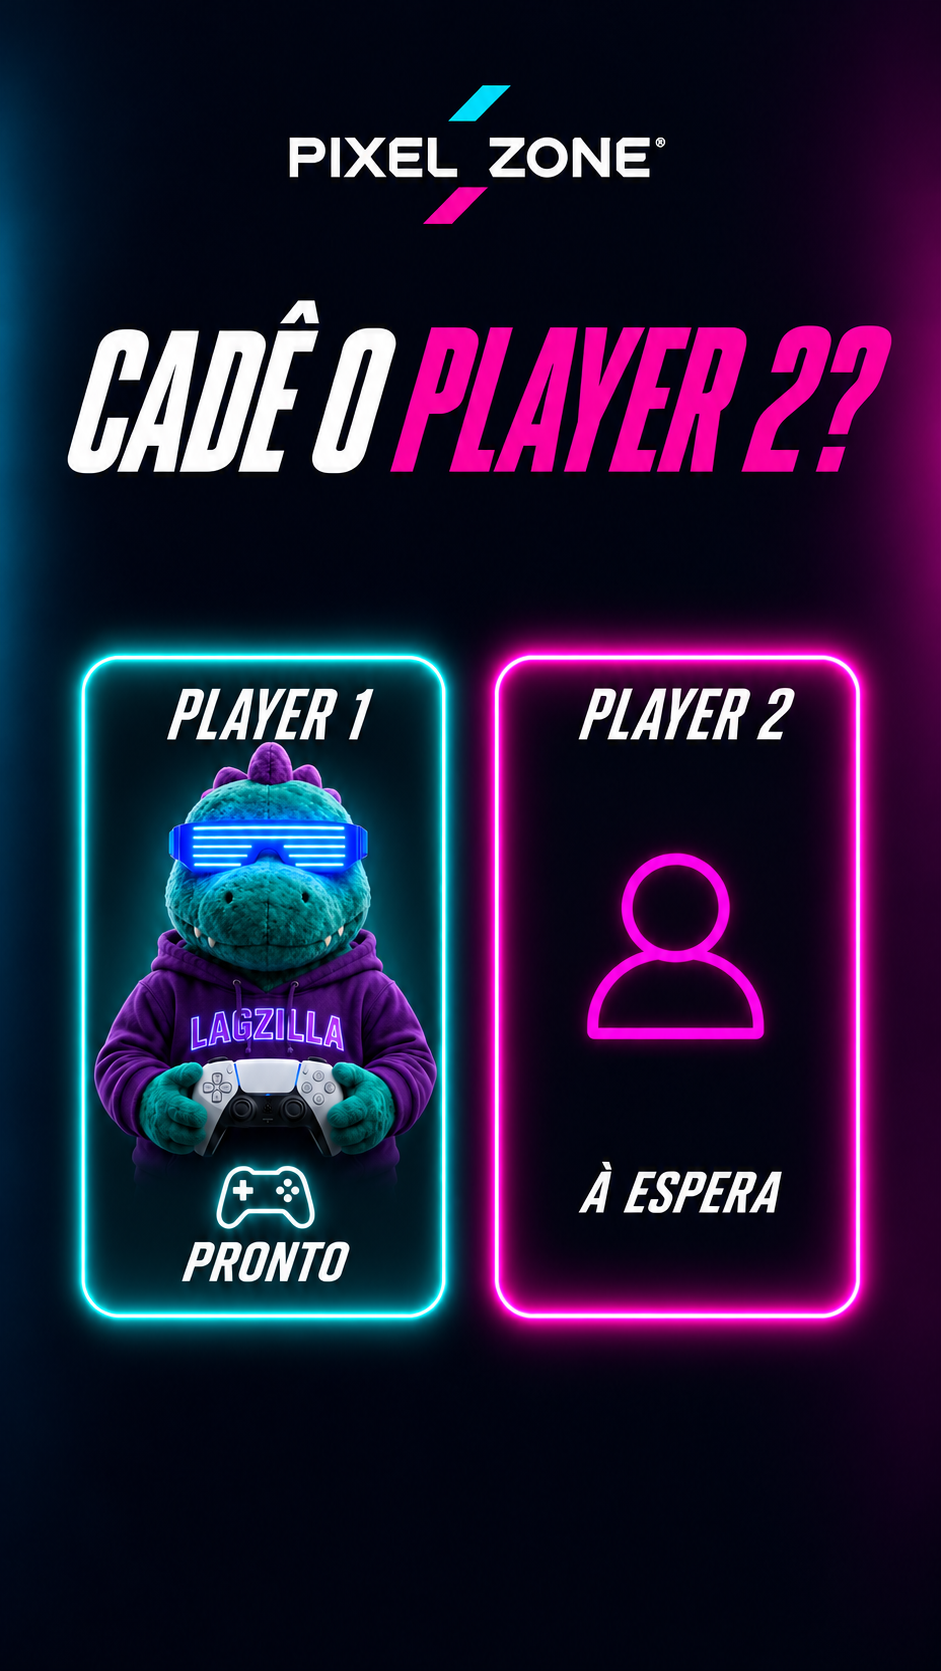 PIXEL ZONE®
CADÊ O PLAYER 2?
PLAYER 1
LAGZILLA
PRONTO
PLAYER 2
À ESPERA